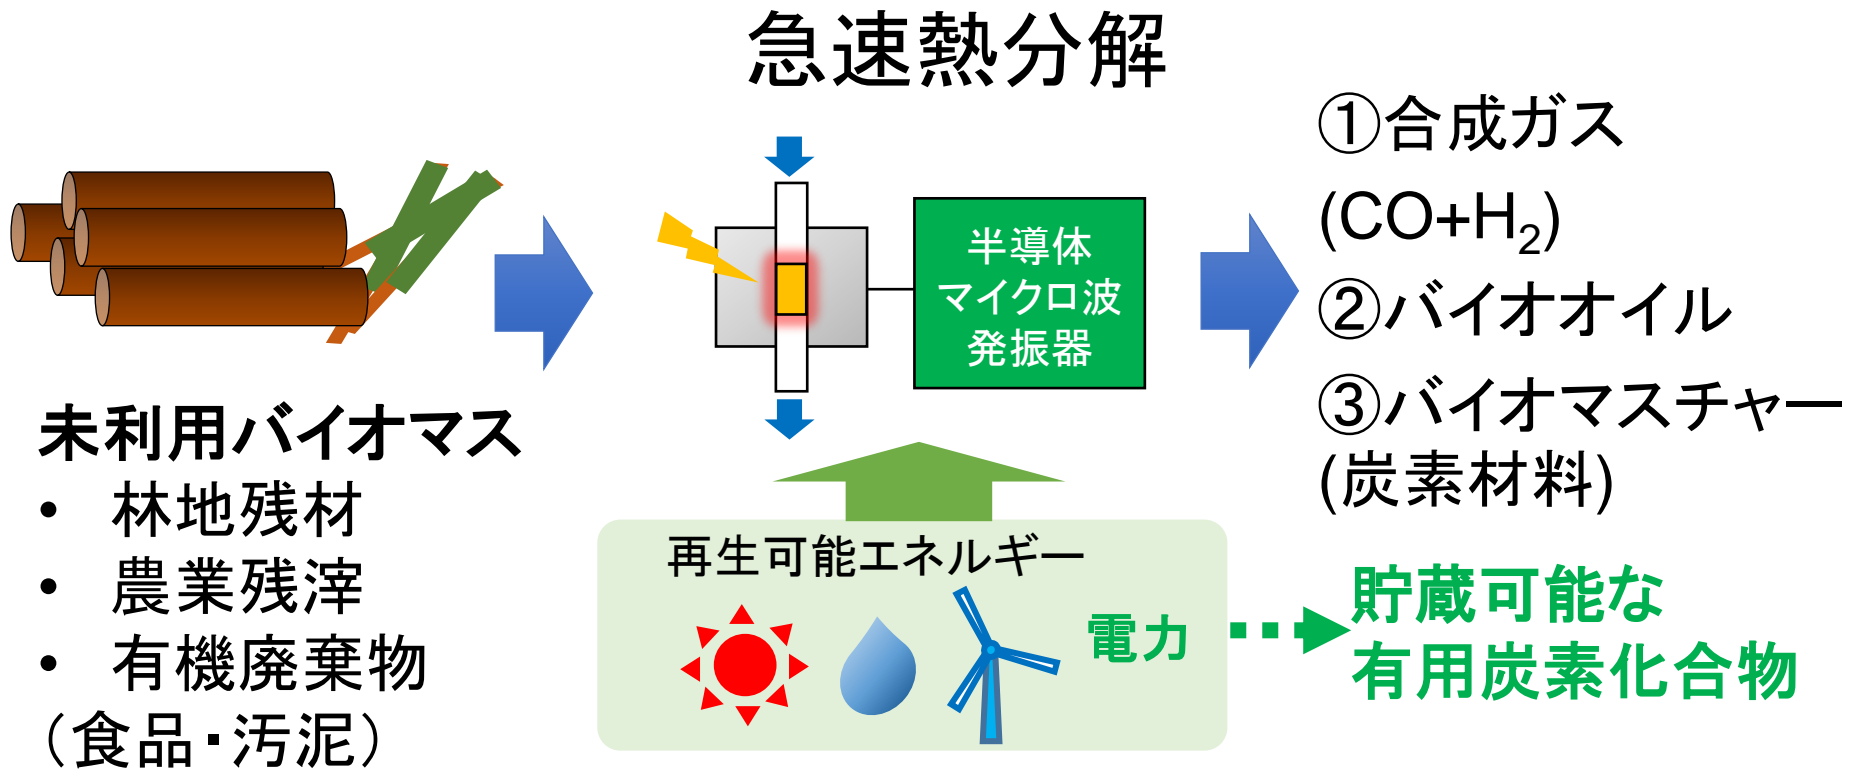 急速熱分解
未利用バイオマス
• 林地残材
• 農業残滓
• 有機廃棄物
（食品・汚泥）
半導体
マイクロ波
発振器
再生可能エネルギー
電力
①合成ガス
(CO+H₂)
②バイオオイル
③バイオマスチャー
(炭素材料)
貯蔵可能な
有用炭素化合物